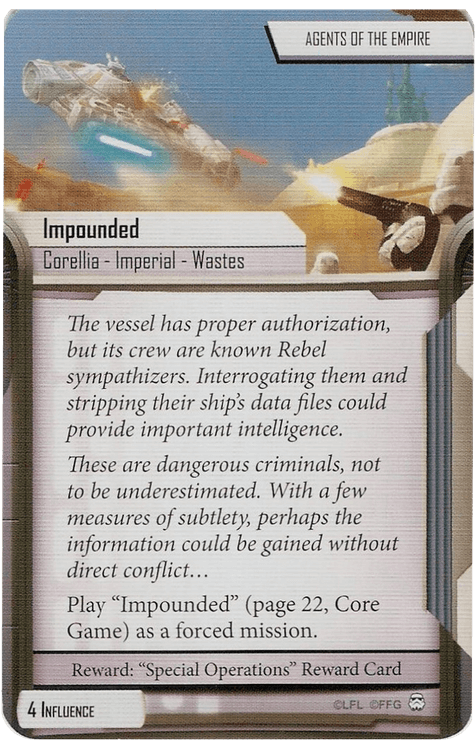 AGENTS OF THE EMPIRE
Impounded
Corellia - Imperial - Wastes
The vessel has proper authorization,
but its crew are known Rebel
sympathizers. Interrogating them and
stripping their ship's data files could
provide important intelligence.
These are dangerous criminals, not
to be underestimated. With a few
measures of subtlety, perhaps the
information could be gained without
direct conflict…
Play “Impounded” (page 22, Core
Game) as a forced mission.
Reward: “Special Operations” Reward Card
4 INFLUENCE
©LFL ©FFG